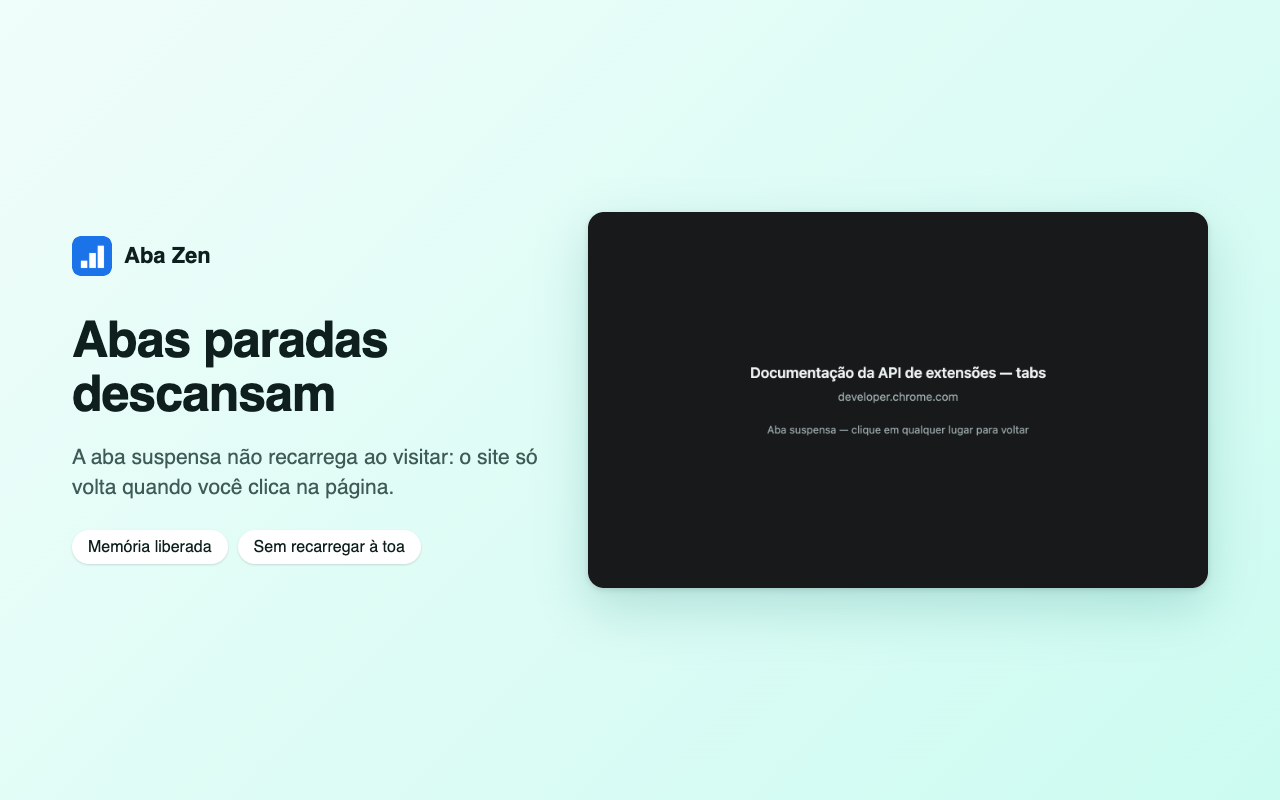 Aba Zen
Abas paradas
descansam
A aba suspensa não recarrega ao visitar: o site só
volta quando você clica na página.
Memória liberada
Sem recarregar à toa
Documentação da API de extensões — tabs
developer.chrome.com
Aba suspensa — clique em qualquer lugar para voltar